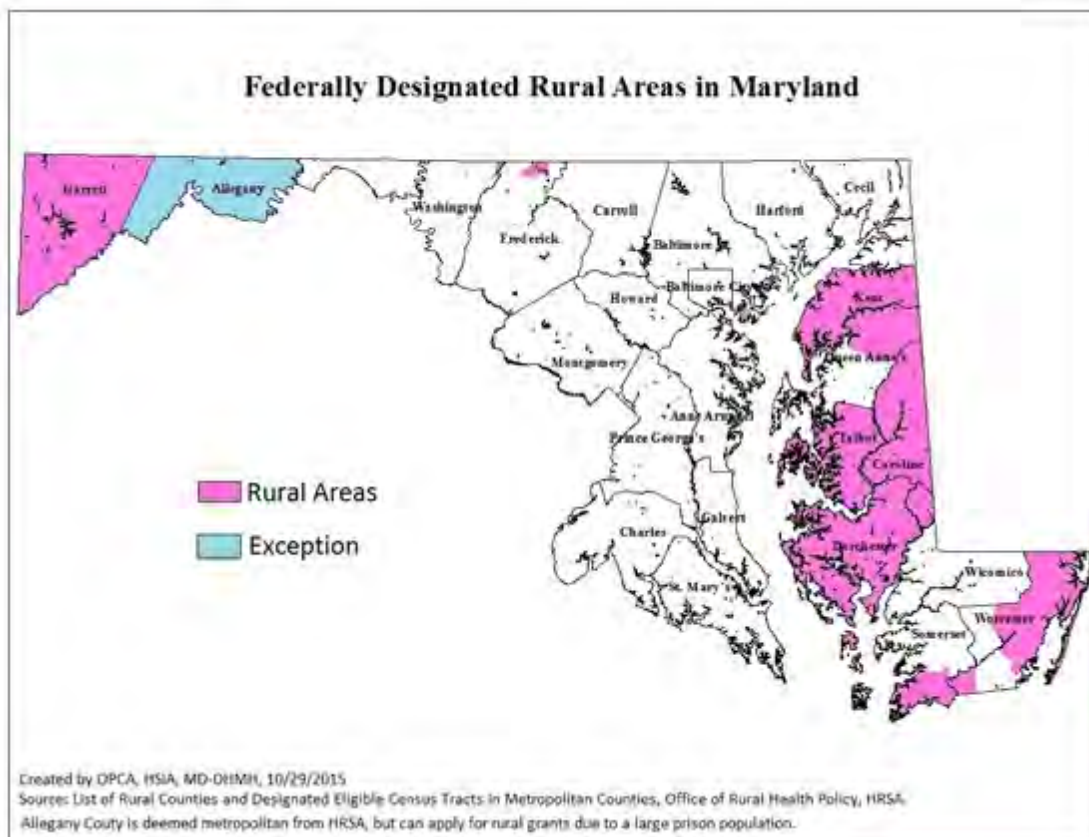 Federally Designated Rural Areas in Maryland
Garrett
Allegany
Washington
Frederick
Carroll
Baltimore
Harford
Cecil
Baltimore City
Howard
Kent
Montgomery
Queen Anne's
Anne Arundel
Prince George's
Talbot
Caroline
Rural Areas
Exception
Charles
Calvert
Dorchester
St. Mary's
Wicomico
Worcester
Somerset
Created by OPCA, HSIA, MD-DHMH, 10/29/2015
Source: List of Rural Counties and Designated Eligible Census Tracts in Metropolitan Counties, Office of Rural Health Policy, HRSA.
Allegany Couty is deemed metropolitan from HRSA, but can apply for rural grants due to a large prison population.